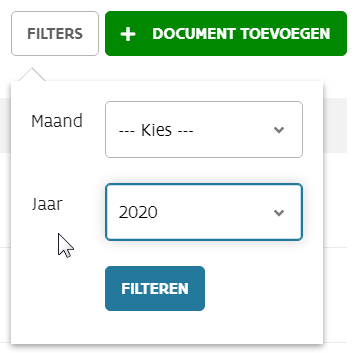 FILTERS
DOCUMENT TOEVOEGEN
Maand
--- Kies ---
Jaar
2020
FILTEREN